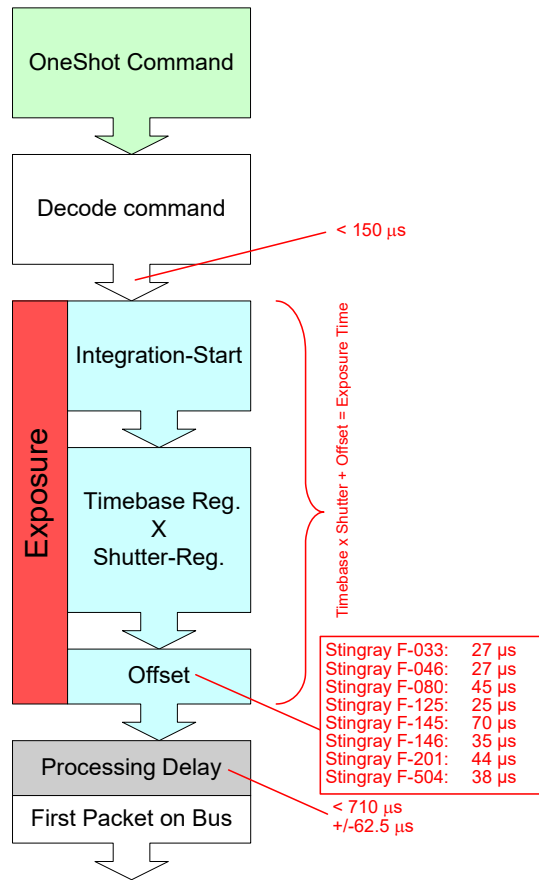 OneShot Command
Decode command
< 150 µs
Exposure
Integration-Start
Timebase x Shutter + Offset = Exposure Time
Timebase Reg.
X
Shutter-Reg.
Offset
Stingray F-033: 27 µs
Stingray F-046: 27 µs
Stingray F-080: 45 µs
Stingray F-125: 25 µs
Stingray F-145: 70 µs
Stingray F-146: 35 µs
Stingray F-201: 44 µs
Stingray F-504: 38 µs
Processing Delay
< 710 µs
+/-62.5 µs
First Packet on Bus